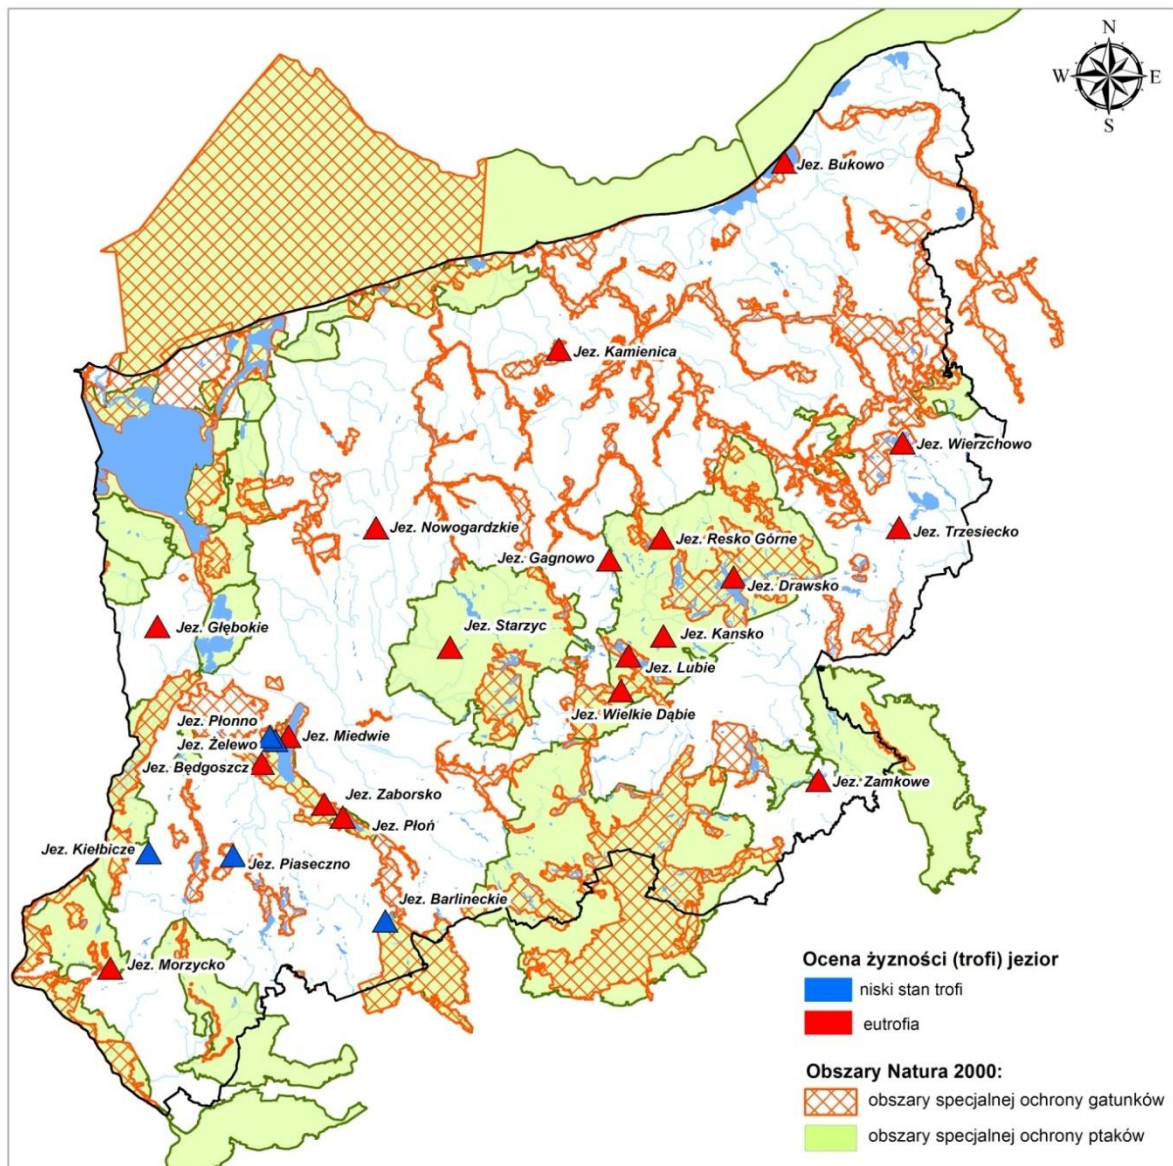 N
W E
S
Jez. Bukowo
Jez. Kamienica
Jez. Wierzchowo
Jez. Nowogardzkie
Jez. Trzesiecko
Jez. Resko Górne
Jez. Gagnowo
Jez. Drawsko
Jez. Głębokie
Jez. Starzyc
Jez. Kansko
Jez. Lubie
Jez. Wielkie Dąbie
Jez. Płonno
Jez. Żelewo
Jez. Miedwie
Jez. Będgoszcz
Jez. Zamkowe
Jez. Zaborsko
Jez. Płoń
Jez. Kiełbicze
Jez. Piaseczno
Jez. Barlineckie
Jez. Morzycko
Ocena żyzności (trofi) jezior
niski stan trofi
eutrofia
Obszary Natura 2000:
obszary specjalnej ochrony gatunków
obszary specjalnej ochrony ptaków